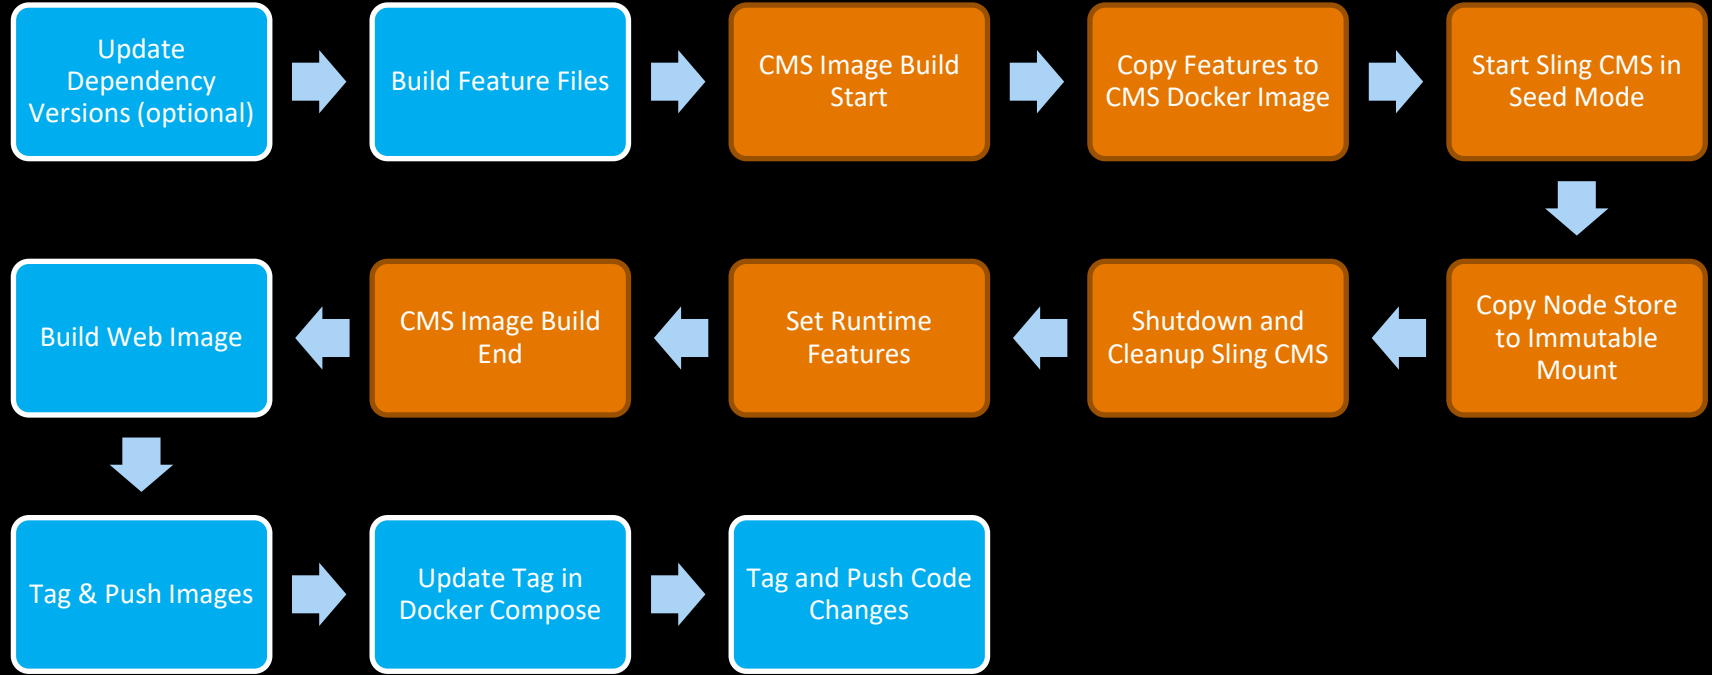 Update
Dependency
Versions (optional)
Build Feature Files
CMS Image Build
Start
Copy Features to
CMS Docker Image
Start Sling CMS in
Seed Mode
Copy Node Store
to Immutable
Mount
Shutdown and
Cleanup Sling CMS
Set Runtime
Features
CMS Image Build
End
Build Web Image
Tag & Push Images
Update Tag in
Docker Compose
Tag and Push Code
Changes